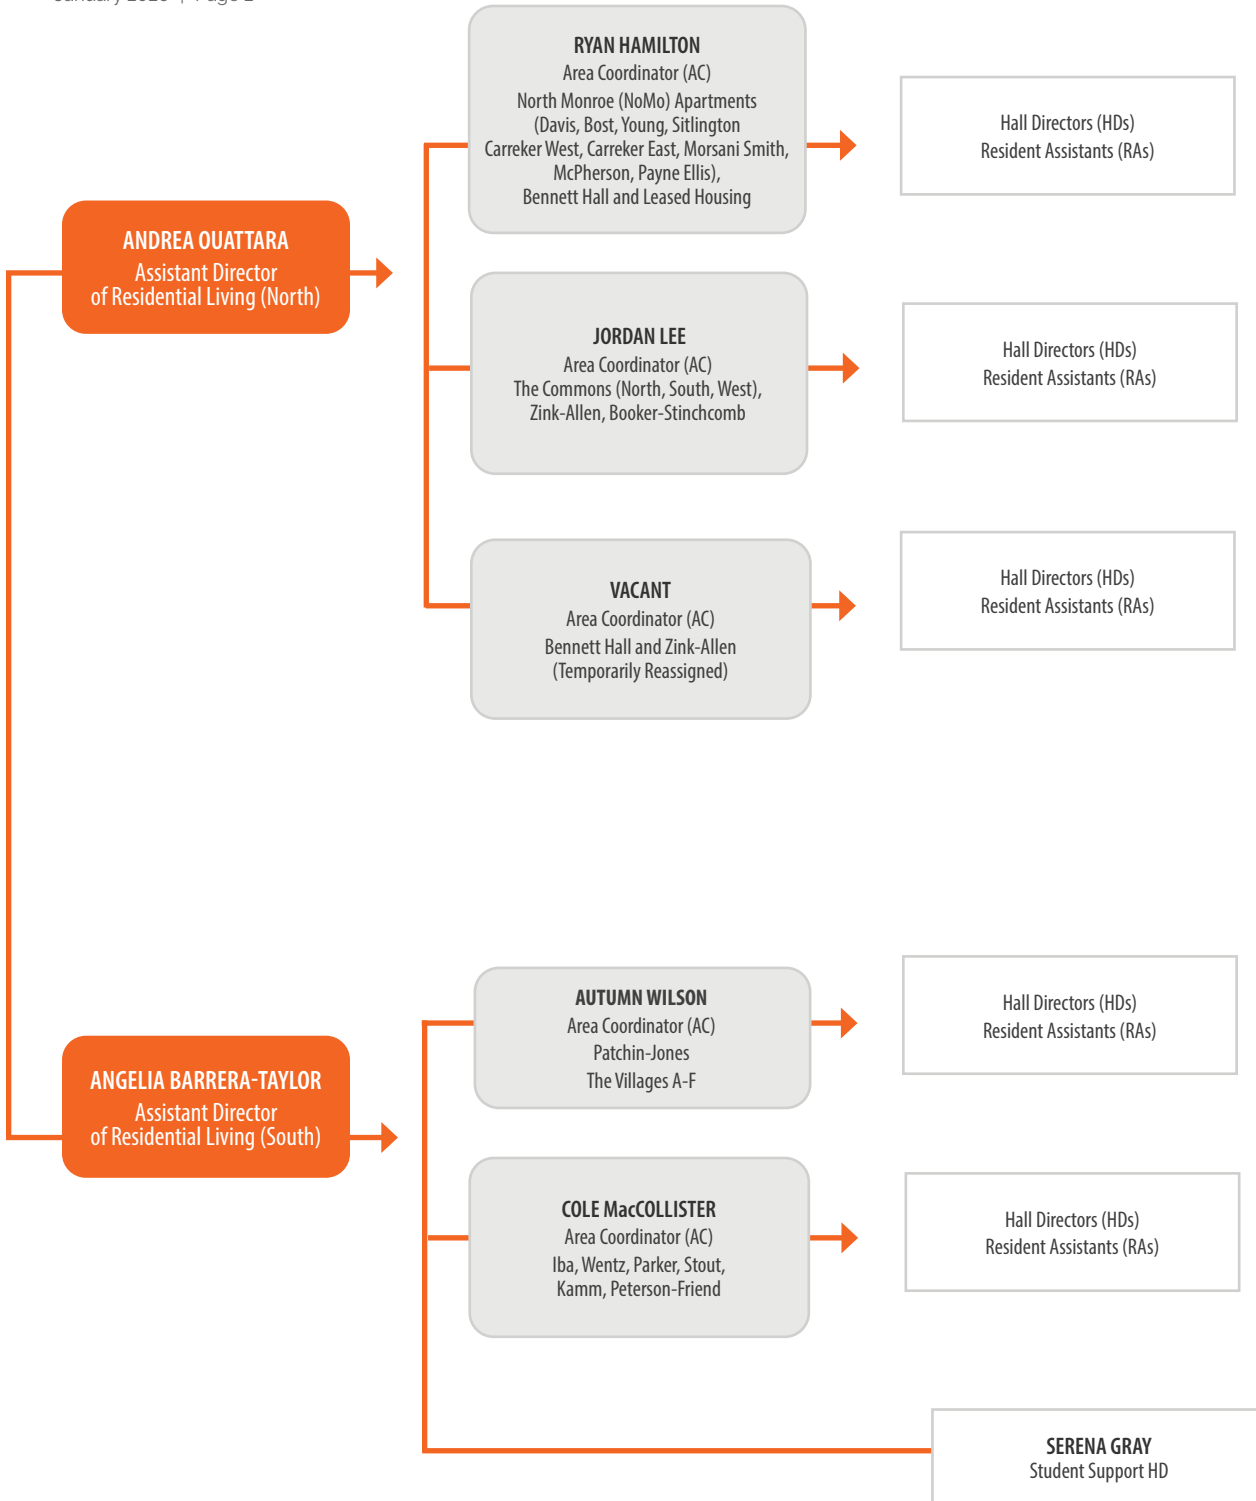 RYAN HAMILTON
Area Coordinator (AC)
North Monroe (NoMo) Apartments
(Davis, Bost, Young, Sitlington
Carreker West, Carreker East, Morsani Smith,
McPherson, Payne Ellis),
Bennett Hall and Leased Housing
Hall Directors (HDs)
Resident Assistants (RAs)
ANDREA OUATTARA
Assistant Director
of Residential Living (North)
JORDAN LEE
Area Coordinator (AC)
The Commons (North, South, West),
Zink-Allen, Booker-Stinchcomb
Hall Directors (HDs)
Resident Assistants (RAs)
VACANT
Area Coordinator (AC)
Bennett Hall and Zink-Allen
(Temporarily Reassigned)
Hall Directors (HDs)
Resident Assistants (RAs)
ANGELIA BARRERA-TAYLOR
Assistant Director
of Residential Living (South)
AUTUMN WILSON
Area Coordinator (AC)
Patchin-Jones
The Villages A-F
Hall Directors (HDs)
Resident Assistants (RAs)
COLE MacCOLLISTER
Area Coordinator (AC)
Iba, Wentz, Parker, Stout,
Kamm, Peterson-Friend
Hall Directors (HDs)
Resident Assistants (RAs)
SERENA GRAY
Student Support HD